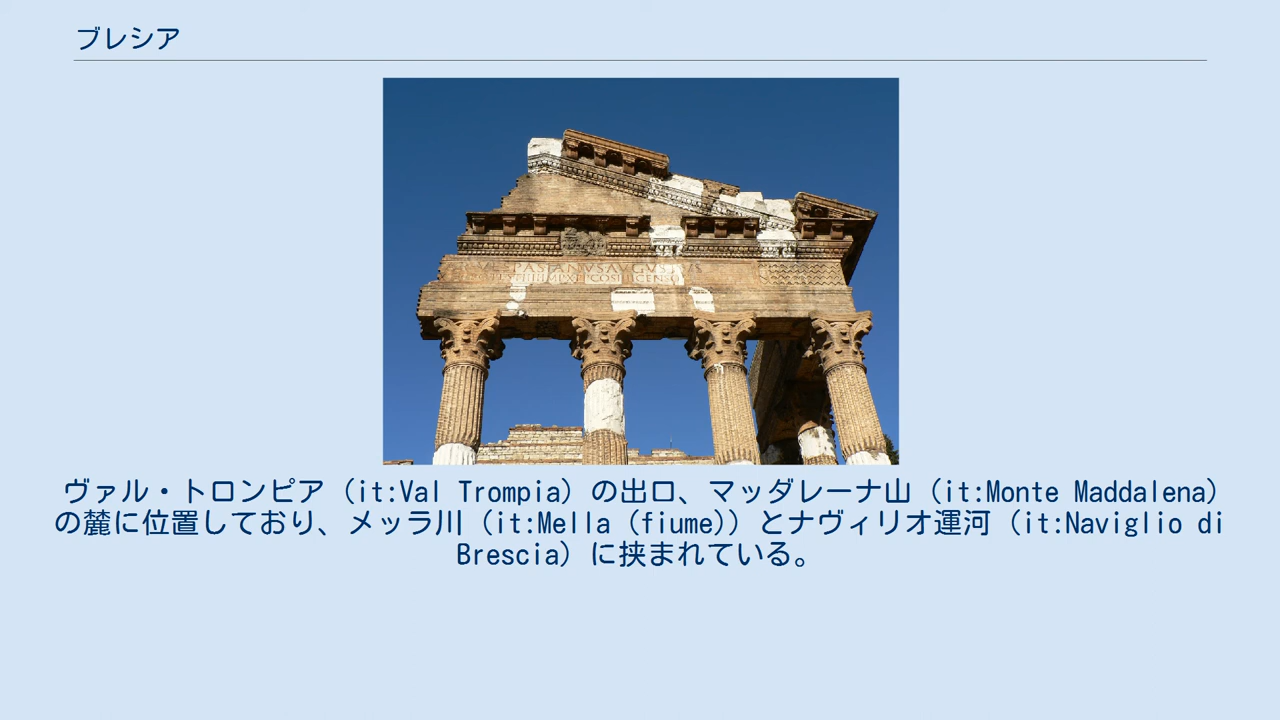 ブレシア
VESPASIANVS AVGVSTVS
ヴァル・トロンピア（it:Val Trompia）の出口、マッダレーナ山（it:Monte Maddalena）
の麓に位置しており、メッラ川（it:Mella (fiume)）とナヴィリオ運河（it:Naviglio di
Brescia）に挟まれている。